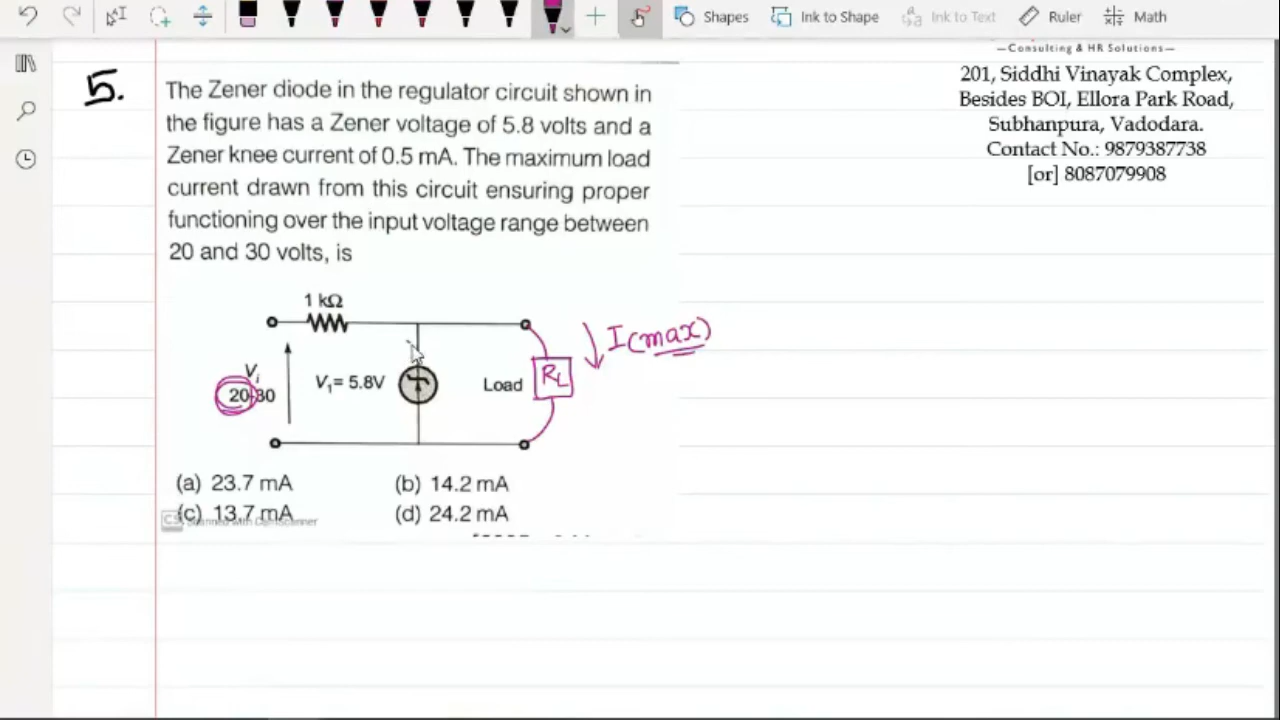 Shapes
Ink to Shape
Ink to Text
Ruler
Math
—Consulting & HR Solutions—
201, Siddhi Vinayak Complex,
Besides BOI, Ellora Park Road,
Subhanpura, Vadodara.
Contact No.: 9879387738
[or] 8087079908
5.
The Zener diode in the regulator circuit shown in
the figure has a Zener voltage of 5.8 volts and a
Zener knee current of 0.5 mA. The maximum load
current drawn from this circuit ensuring proper
functioning over the input voltage range between
20 and 30 volts, is
1 kΩ
I(max)
Vi
20-30
V1= 5.8V
Load
RL
(a) 23.7 mA
(b) 14.2 mA
(c) 13.7 mA
(d) 24.2 mA
CS Scanned with CamScanner